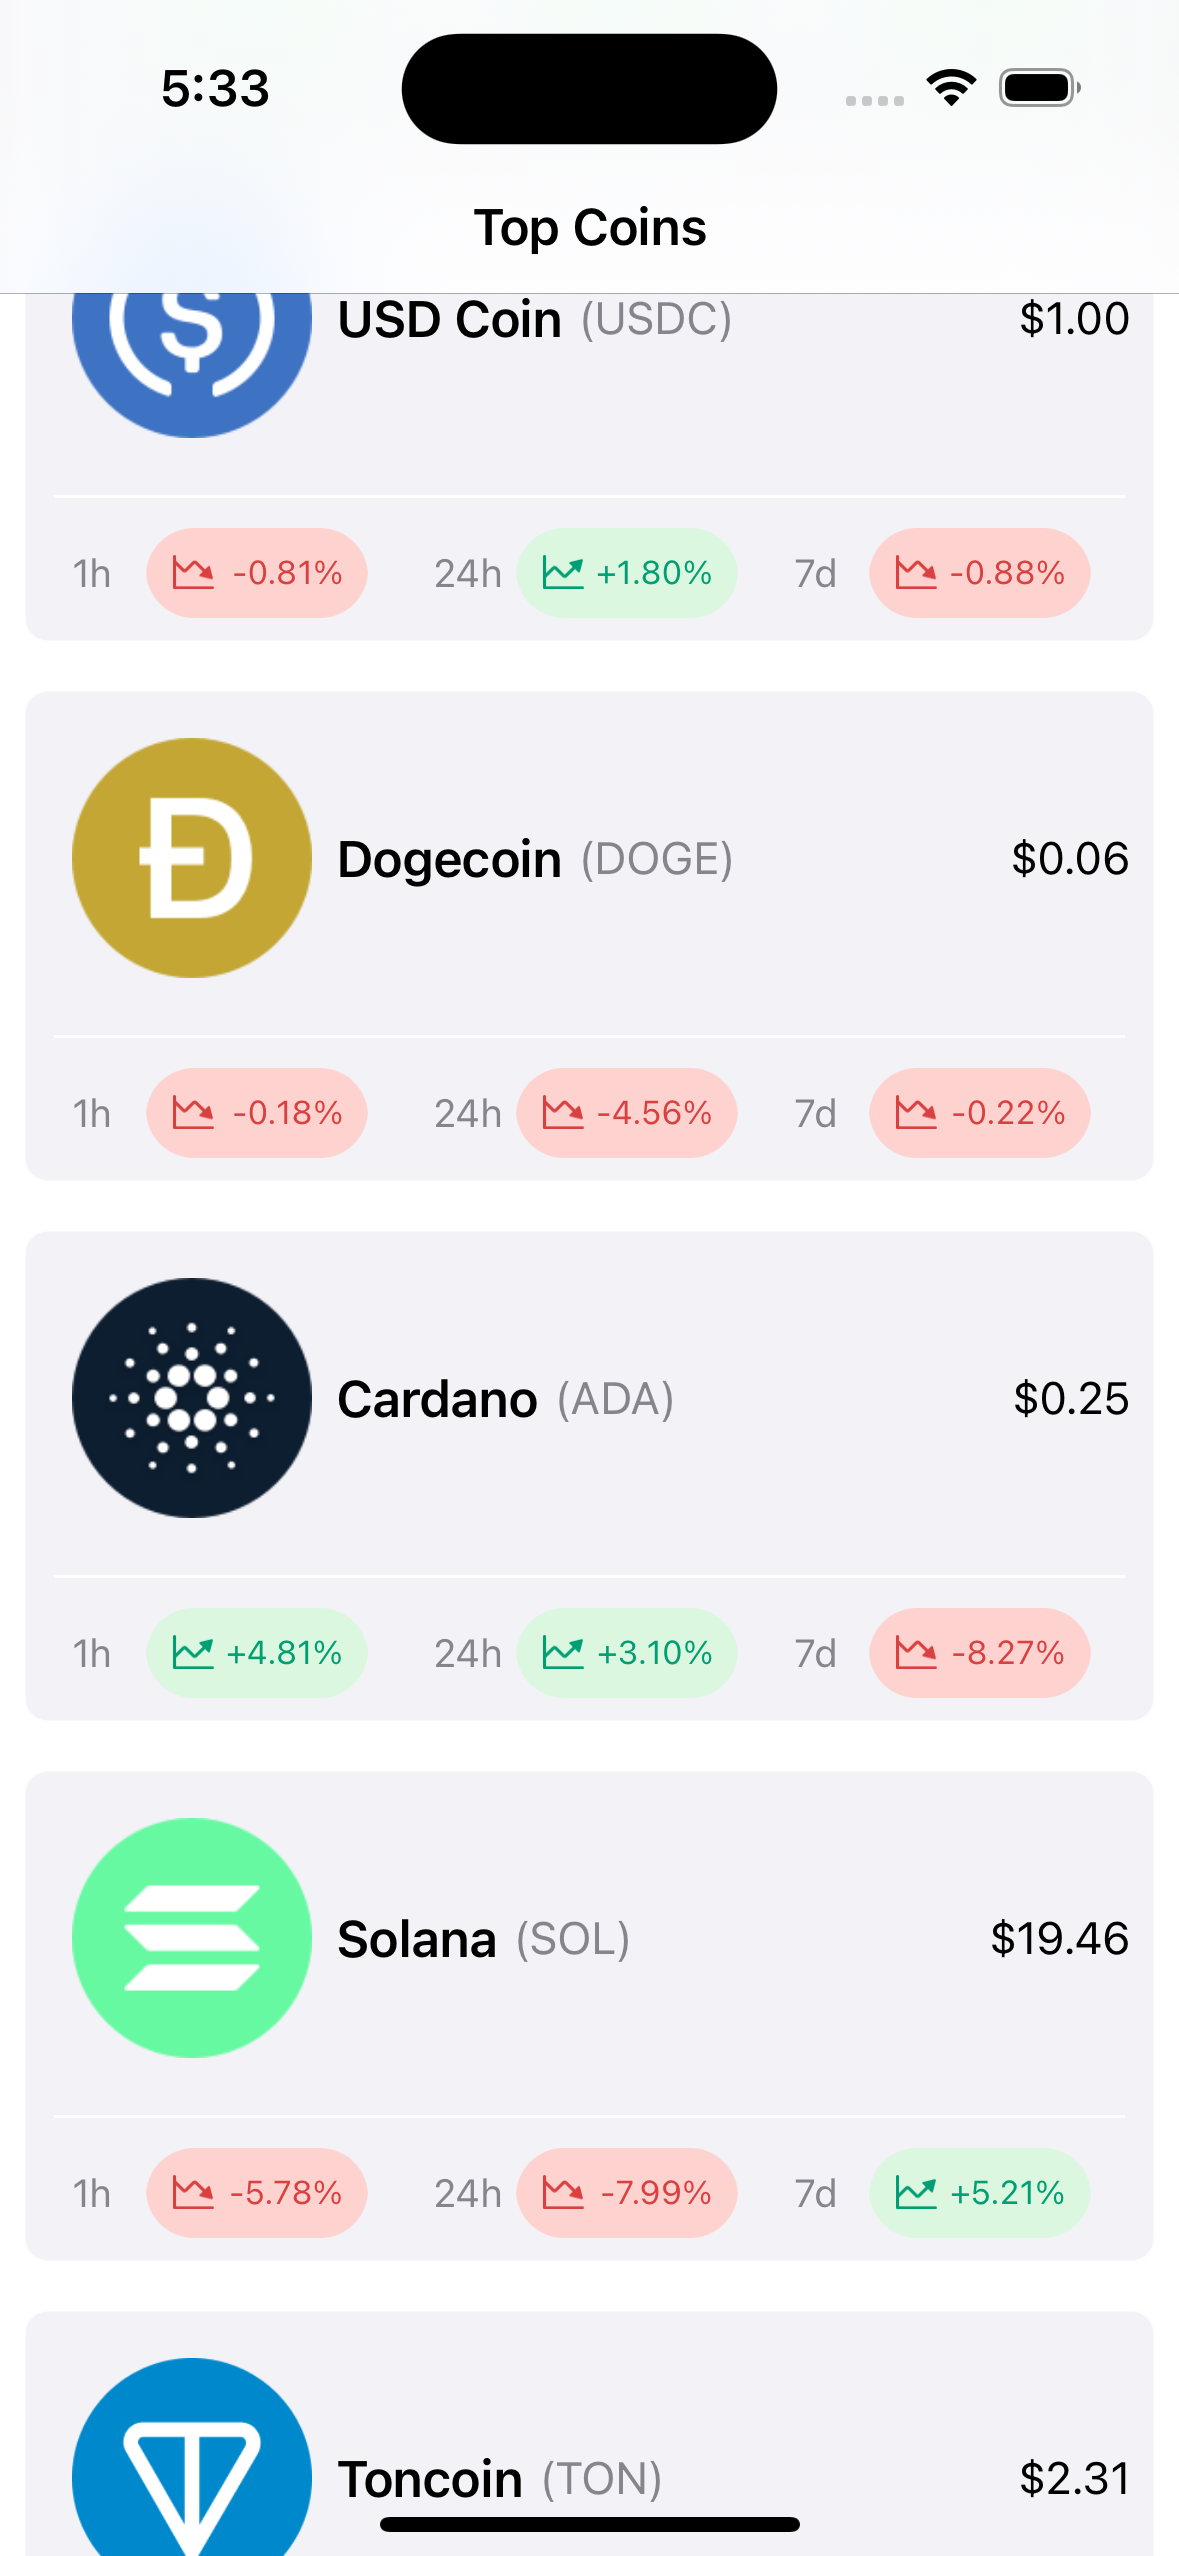 5:33
Top Coins
USD Coin (USDC) $1.00
1h -0.81% 24h +1.80% 7d -0.88%
Dogecoin (DOGE) $0.06
1h -0.18% 24h -4.56% 7d -0.22%
Cardano (ADA) $0.25
1h +4.81% 24h +3.10% 7d -8.27%
Solana (SOL) $19.46
1h -5.78% 24h -7.99% 7d +5.21%
Toncoin (TON) $2.31